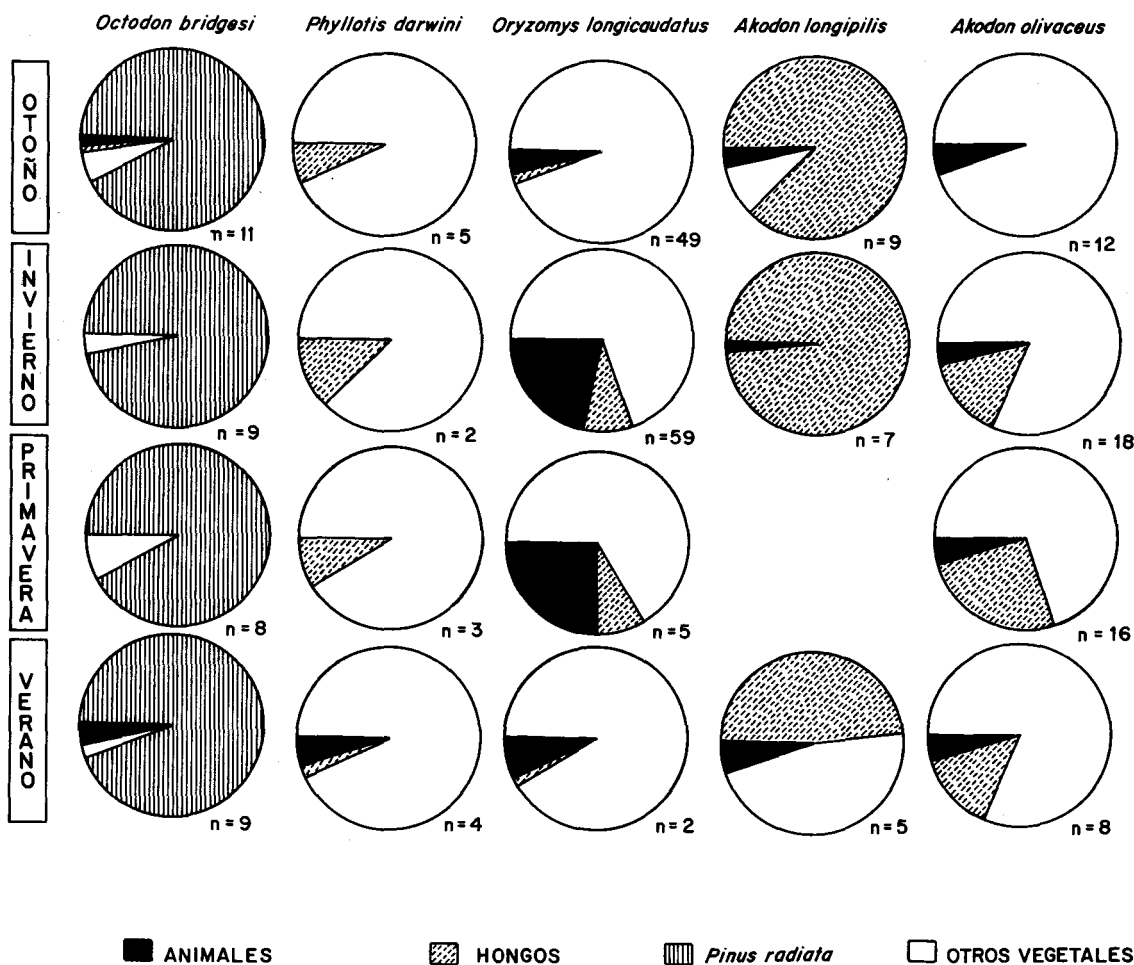 Octodon bridgesi Phyllotis darwini Oryzomys longicaudatus Akodon longipilis Akodon olivaceus
OTOÑO
n=11 n=5 n=49 n=9 n=12
INVIERNO
n=9 n=2 n=59 n=7 n=18
PRIMAVERA
n=8 n=3 n=5 n=16
VERANO
n=9 n=4 n=2 n=5 n=8
ANIMALES HONGOS Pinus radiata OTROS VEGETALES